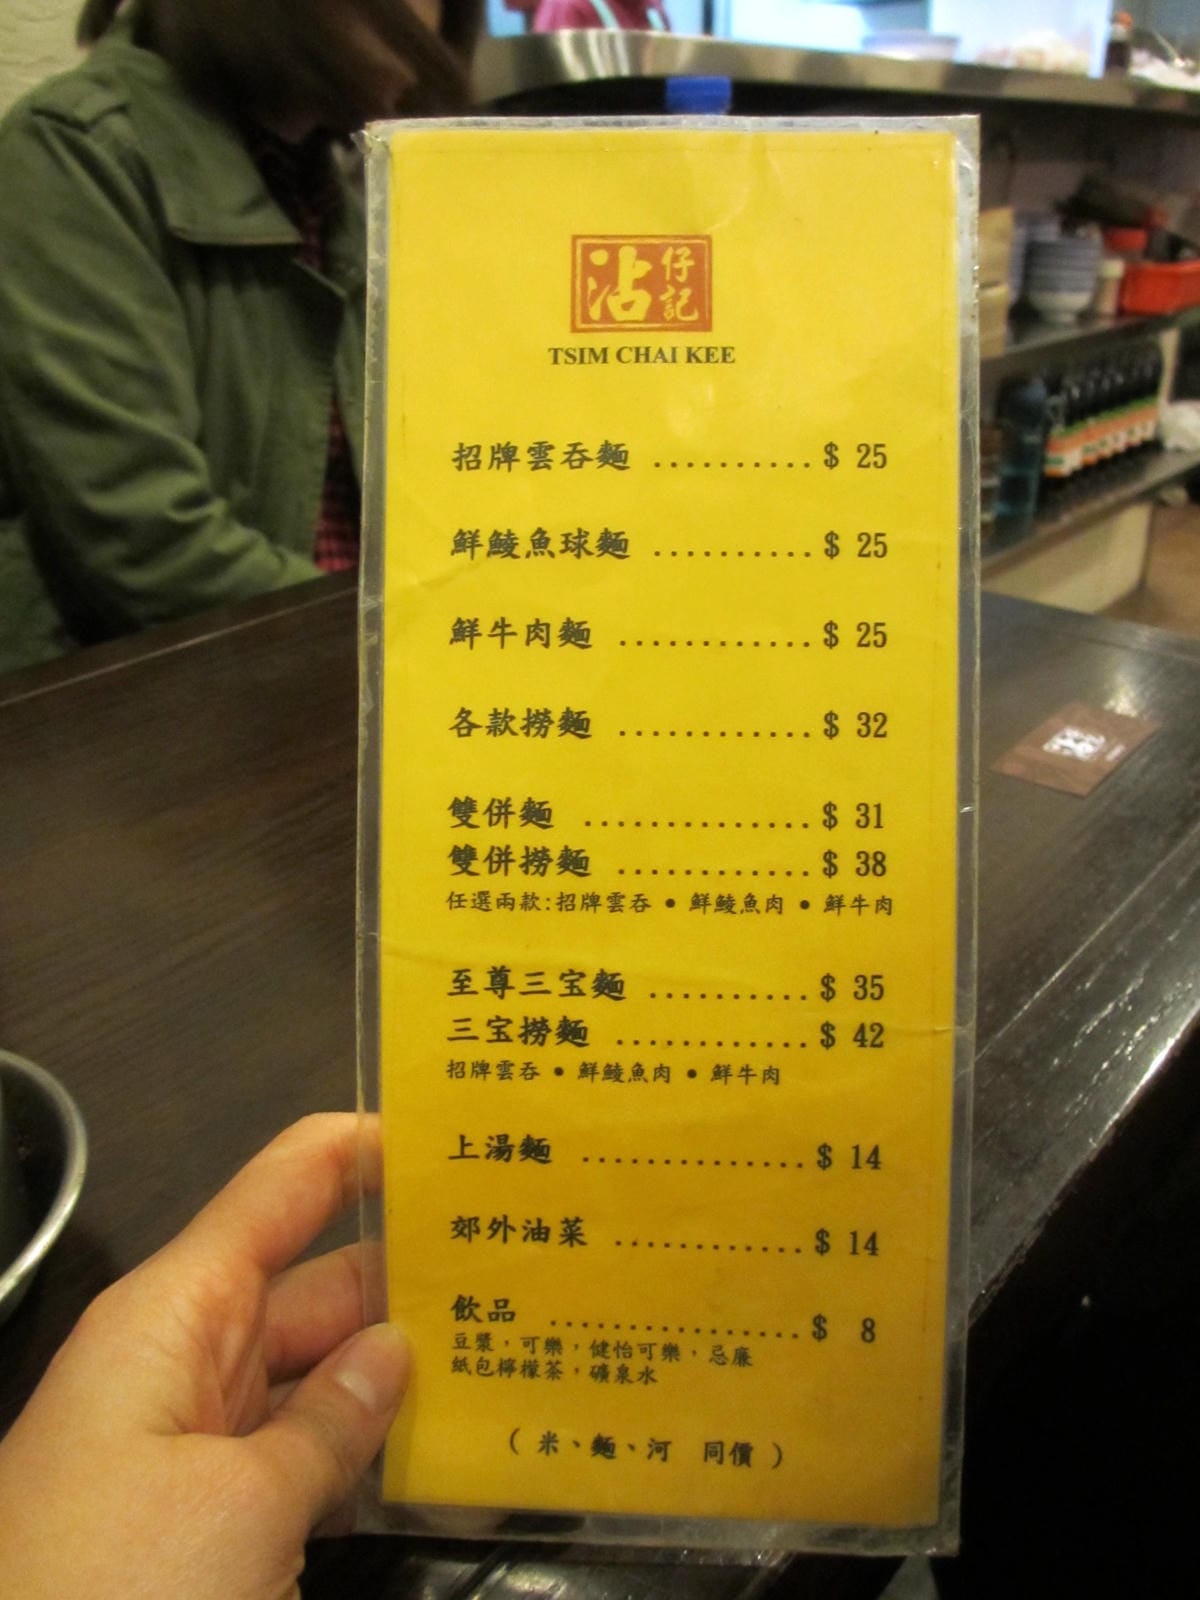 沾仔記
TSIM CHAI KEE
招牌雲吞麵 .......... $ 25
鮮鯪魚球麵 .......... $ 25
鮮牛肉麵 ............ $ 25
各款撈麵 ............ $ 32
雙併麵 .............. $ 31
雙併撈麵 ............ $ 38
任選兩款:招牌雲吞 • 鮮鯪魚肉 • 鮮牛肉
至尊三宝麵 .......... $ 35
三宝撈麵 ............ $ 42
招牌雲吞 • 鮮鯪魚肉 • 鮮牛肉
上湯麵 .............. $ 14
郊外油菜 ............ $ 14
飲品 ............... $ 8
豆漿，可樂，健怡可樂，忌廉
紙包檸檬茶，礦泉水
( 米、麵、河 同價 )